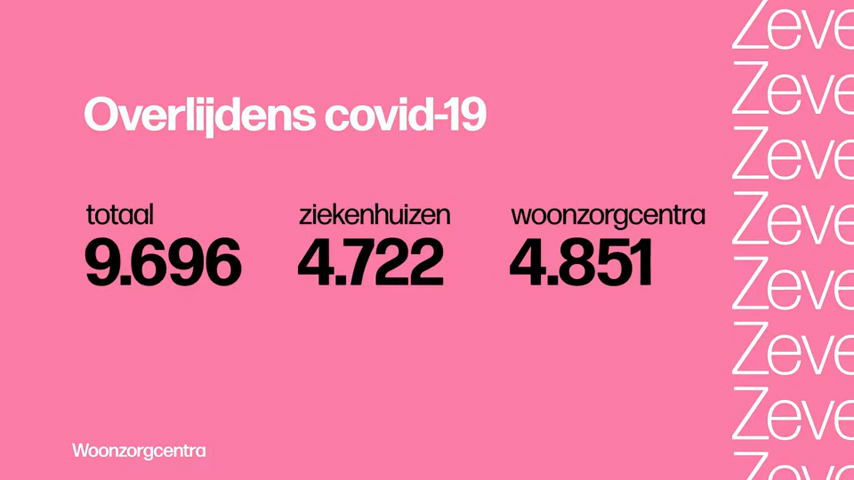 Overlijdens covid-19
totaal
9.696
ziekenhuizen
4.722
woonzorgcentra
4.851
Woonzorgcentra
Zeve
Zeve
Zeve
Zeve
Zeve
Zeve
Zeve
Zeve